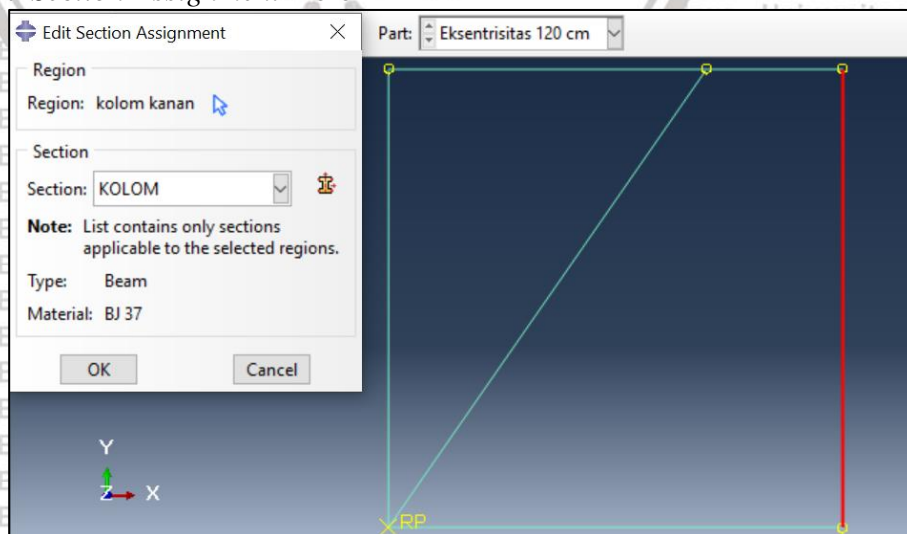 Edit Section Assignment
Part: Eksentrisitas 120 cm
Region
Region: kolom kanan
Section
Section: KOLOM
Note: List contains only sections
applicable to the selected regions.
Type: Beam
Material: BJ 37
OK Cancel
Y
Z X
RP